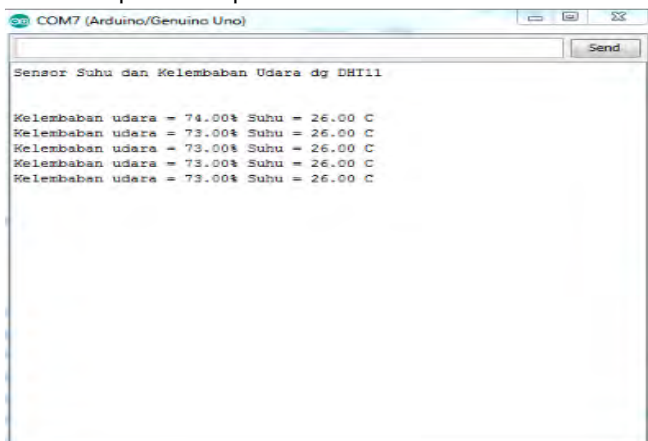 COM7 (Arduino/Genuino Uno)
Send
Sensor Suhu dan Kelembaban Udara dg DHT11
Kelembaban udara = 74.00% Suhu = 26.00 C
Kelembaban udara = 73.00% Suhu = 26.00 C
Kelembaban udara = 73.00% Suhu = 26.00 C
Kelembaban udara = 73.00% Suhu = 26.00 C
Kelembaban udara = 73.00% Suhu = 26.00 C